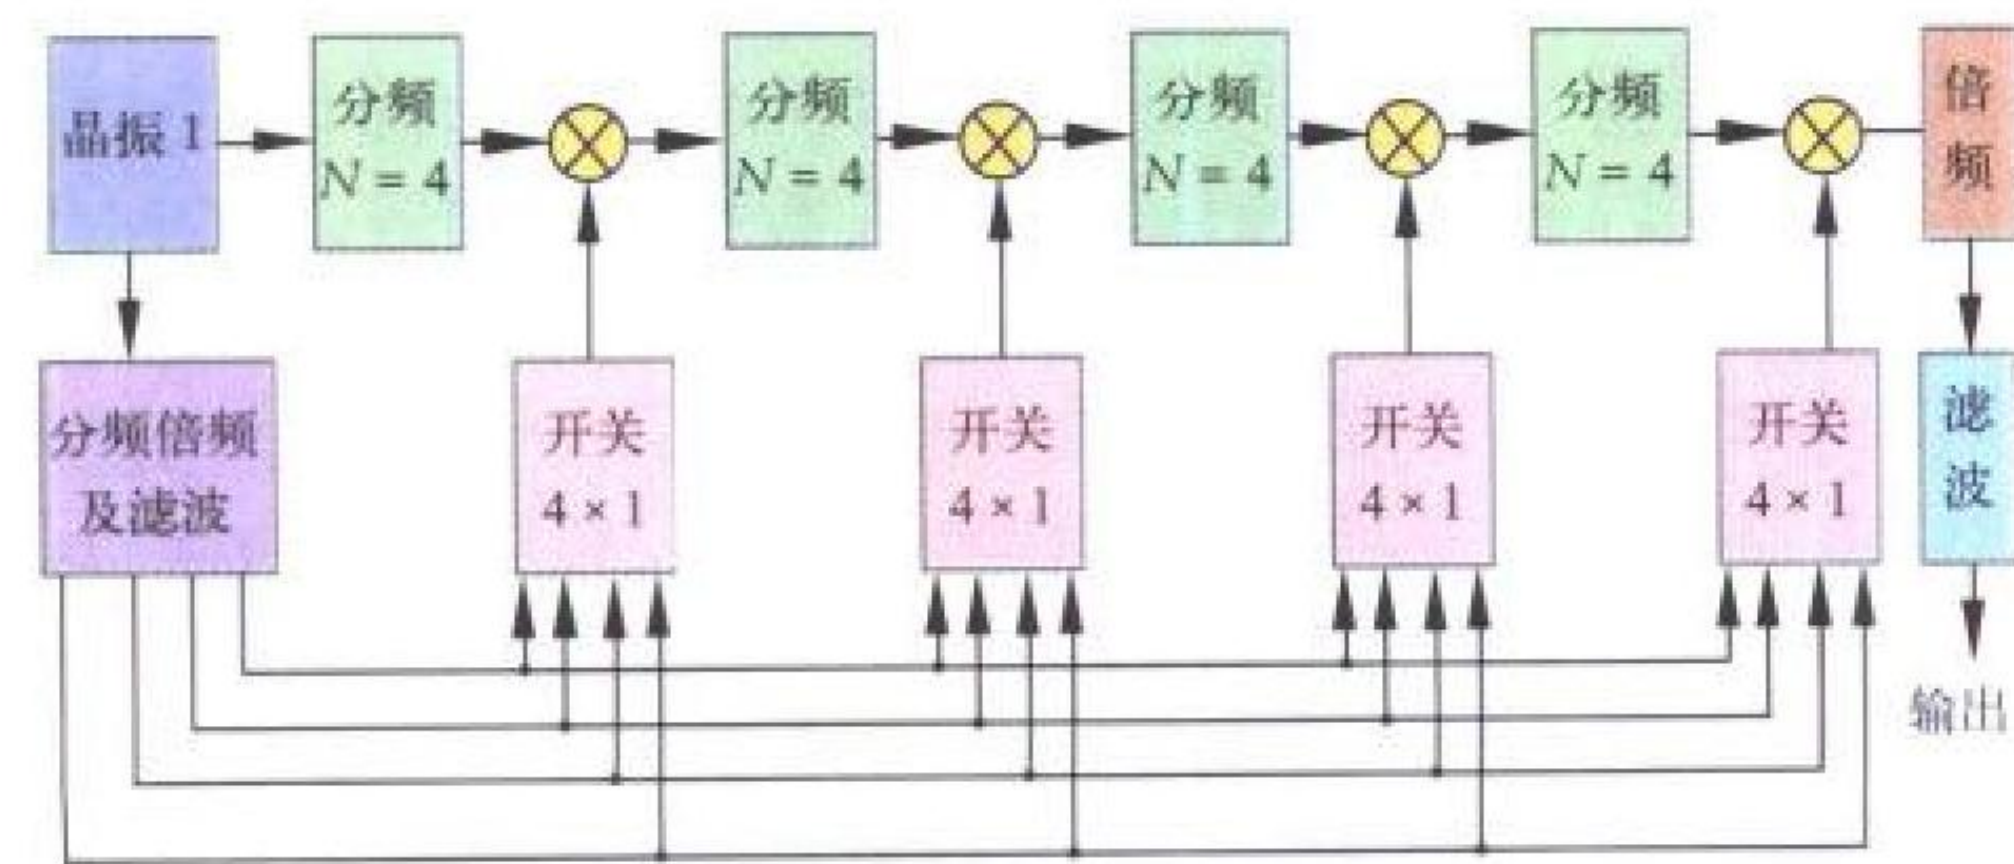 晶振 1
分频
N = 4
分频
N = 4
分频
N = 4
分频
N = 4
倍
频
分频倍频
及滤波
开关
4 × 1
开关
4 × 1
开关
4 × 1
开关
4 × 1
滤
波
输出